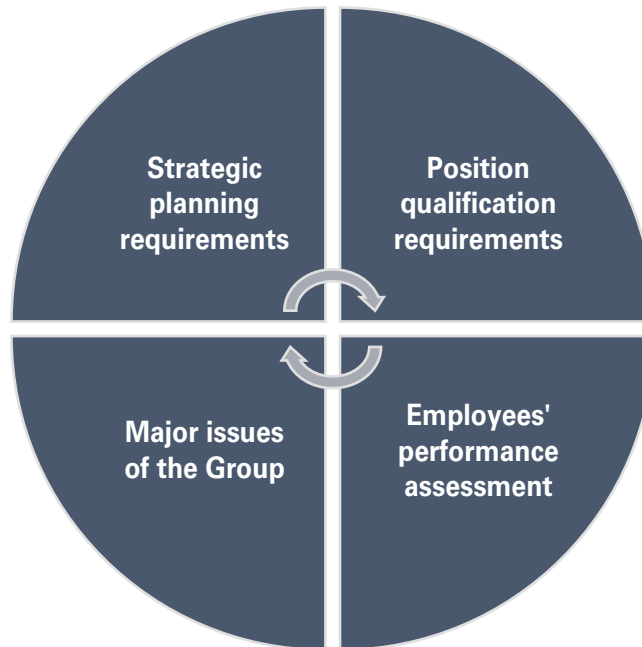 Strategic
planning
requirements
Position
qualification
requirements
Major issues
of the Group
Employees'
performance
assessment